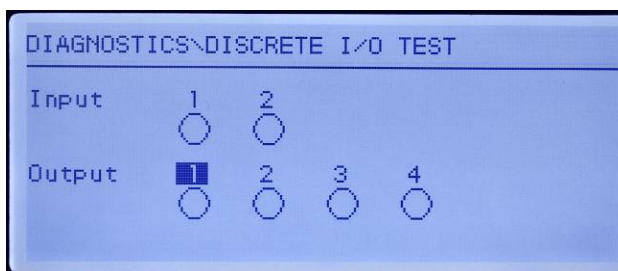 DIAGNOSTICS\DISCRETE I/O TEST
Input 1 2
Output 1 2 3 4